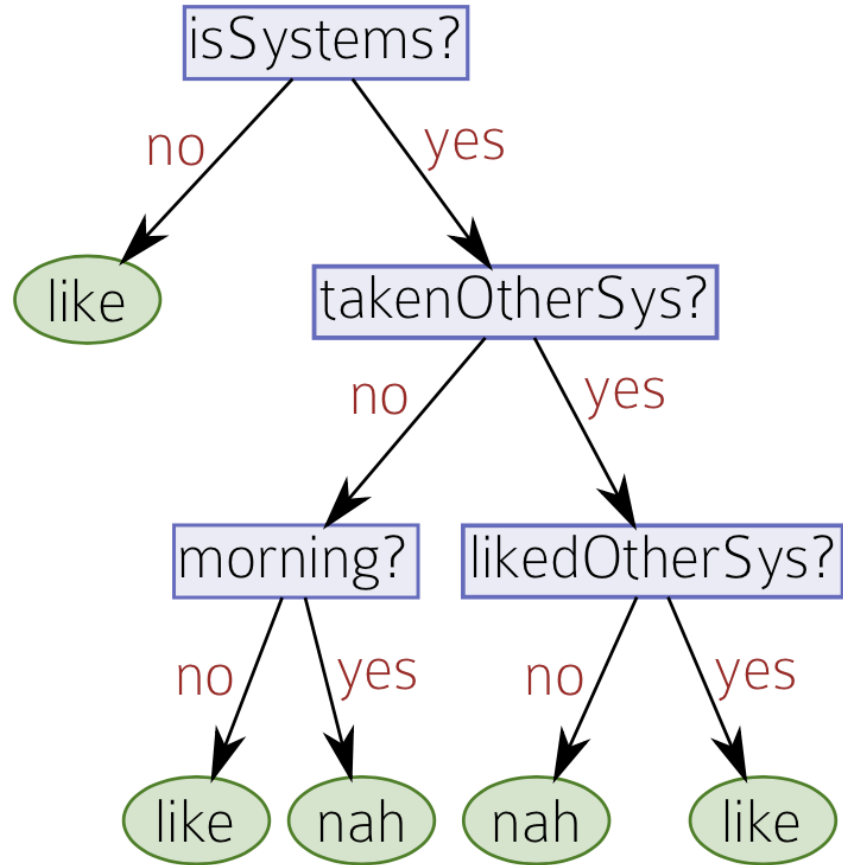 isSystems?
no
yes
like
takenOtherSys?
no
yes
morning?
likedOtherSys?
no
yes
no
yes
like
nah
nah
like